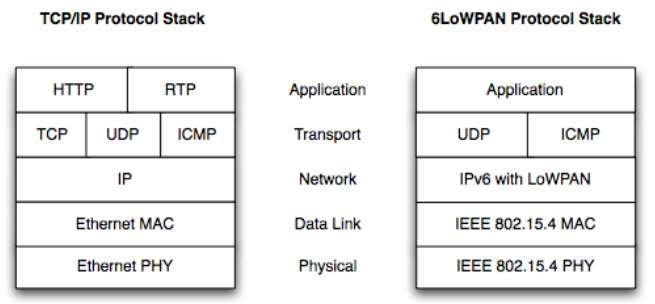 TCP/IP Protocol Stack 6LoWPAN Protocol Stack
HTTP RTP Application Application
TCP UDP ICMP Transport UDP ICMP
IP Network IPv6 with LoWPAN
Ethernet MAC Data Link IEEE 802.15.4 MAC
Ethernet PHY Physical IEEE 802.15.4 PHY